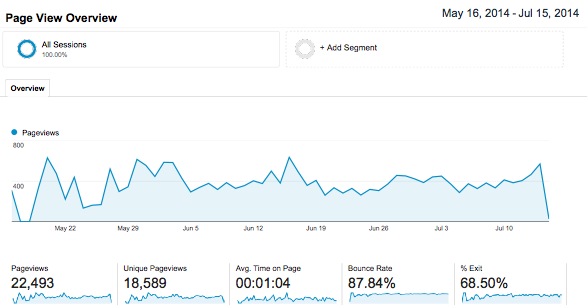 Page View Overview
May 16, 2014 - Jul 15, 2014
All Sessions
100.00%
+ Add Segment
Overview
Pageviews
800
400
May 22
May 29
Jun 5
Jun 12
Jun 19
Jun 26
Jul 3
Jul 10
Pageviews
22,493
Unique Pageviews
18,589
Avg. Time on Page
00:01:04
Bounce Rate
87.84%
% Exit
68.50%